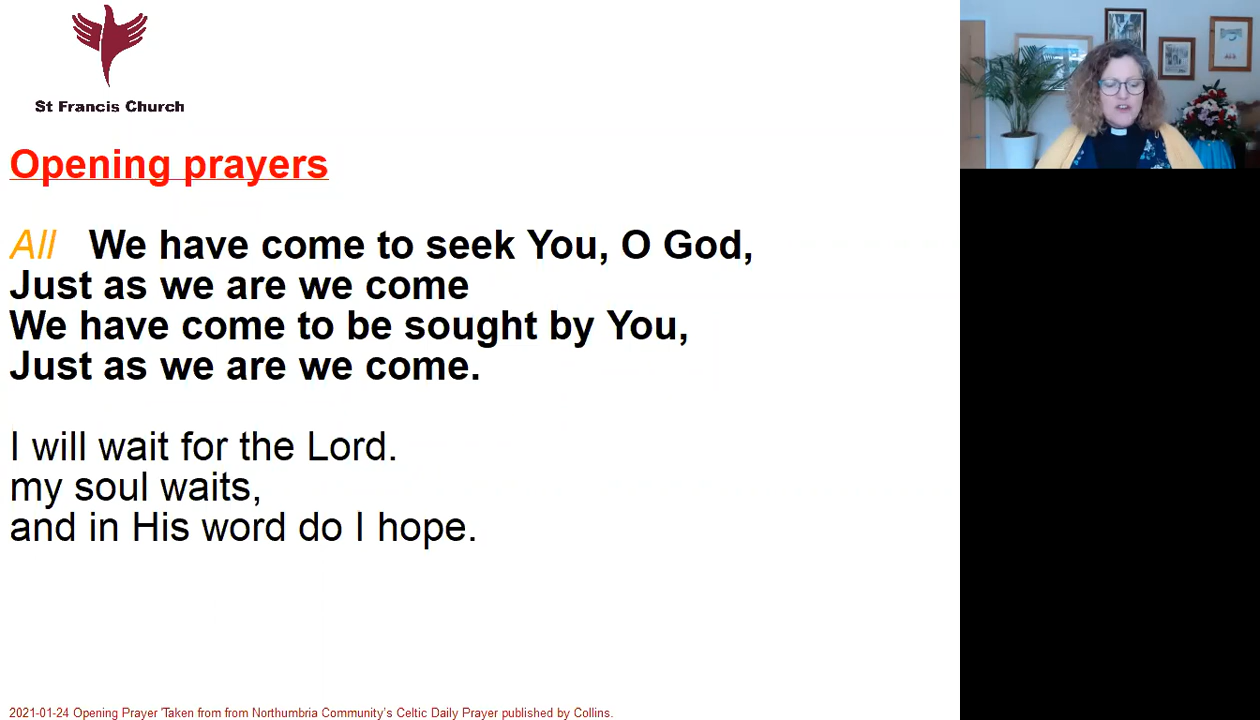 St Francis Church
Opening prayers
All We have come to seek You, O God,
Just as we are we come
We have come to be sought by You,
Just as we are we come.
I will wait for the Lord.
my soul waits,
and in His word do I hope.
2021-01-24 Opening Prayer 'Taken from from Northumbria Community's Celtic Daily Prayer published by Collins.